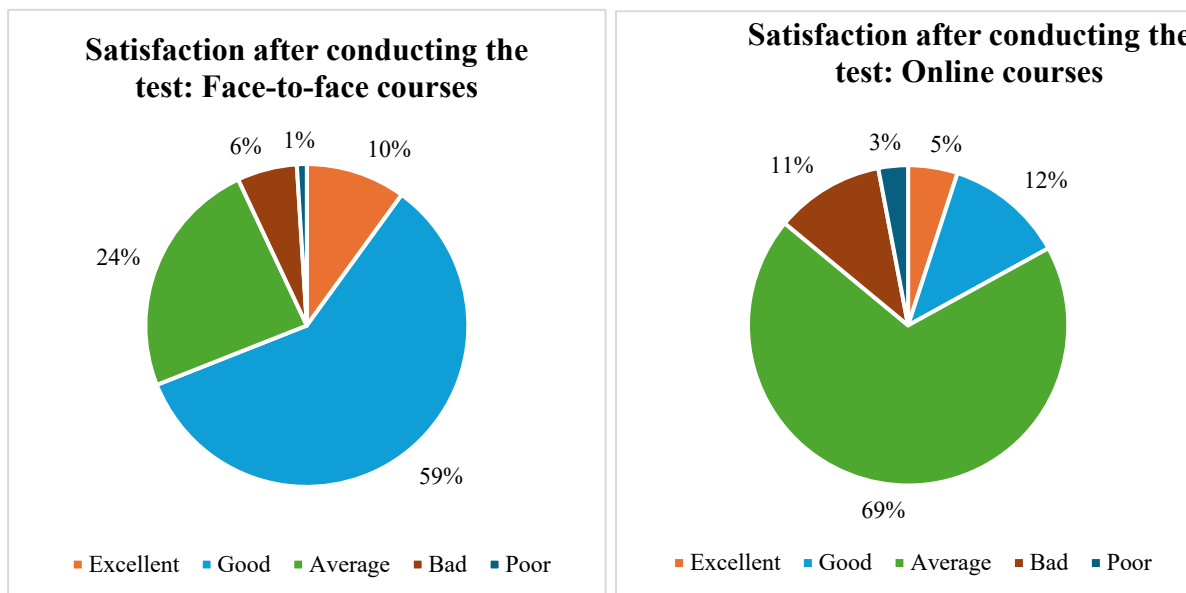 Satisfaction after conducting the
test: Face-to-face courses
6%
1%
10%
24%
59%
Excellent Good Average Bad Poor
Satisfaction after conducting the
test: Online courses
3%
5%
11%
12%
69%
Excellent Good Average Bad Poor